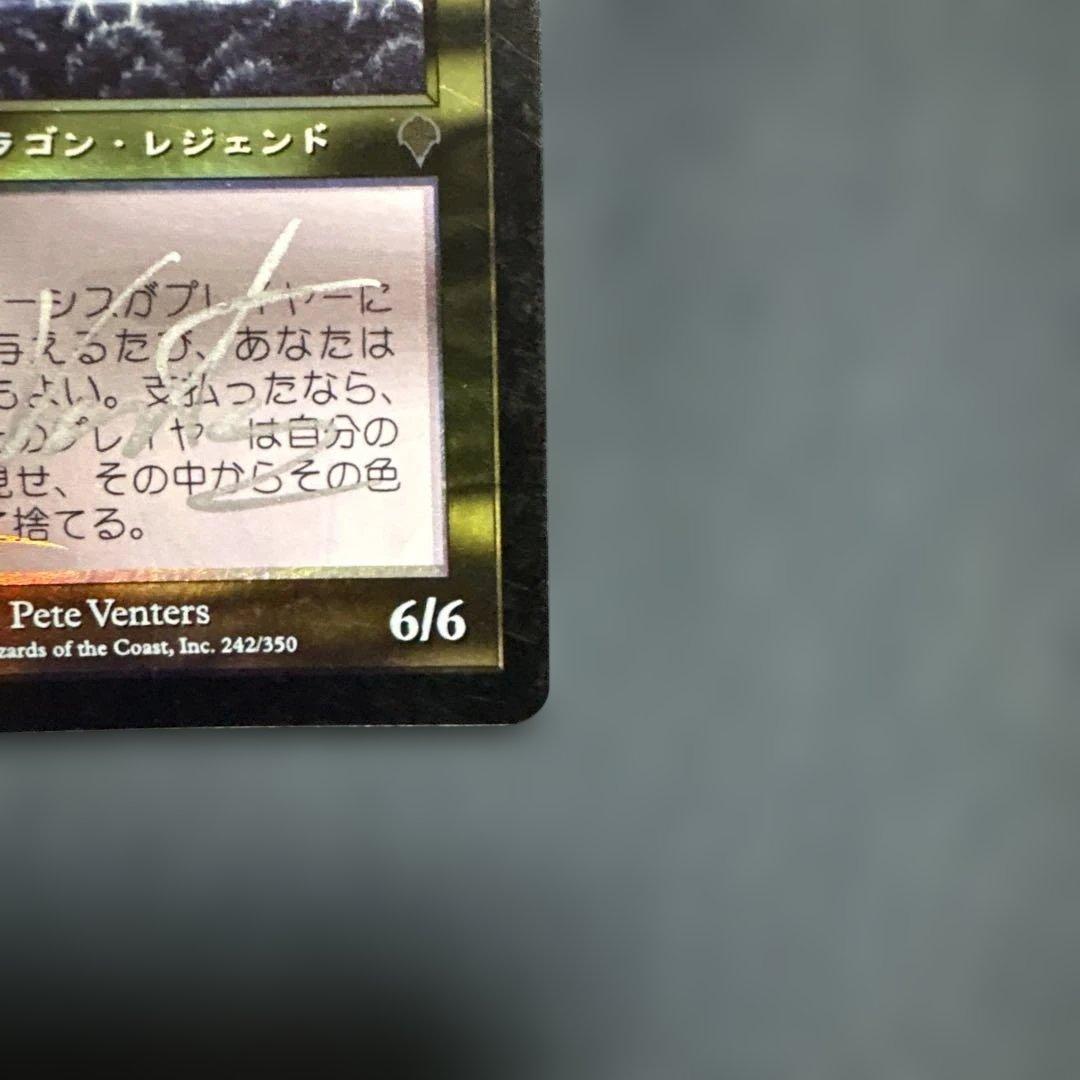 ラゴン・レジェンド
ーシスがプレイヤーに
与えるたび、あなたは
もよい。支払ったなら、
のプレイヤーは自分の
見せ、その中からその色
て捨てる。
Pete Venters
zards of the Coast, Inc. 242/350
6/6